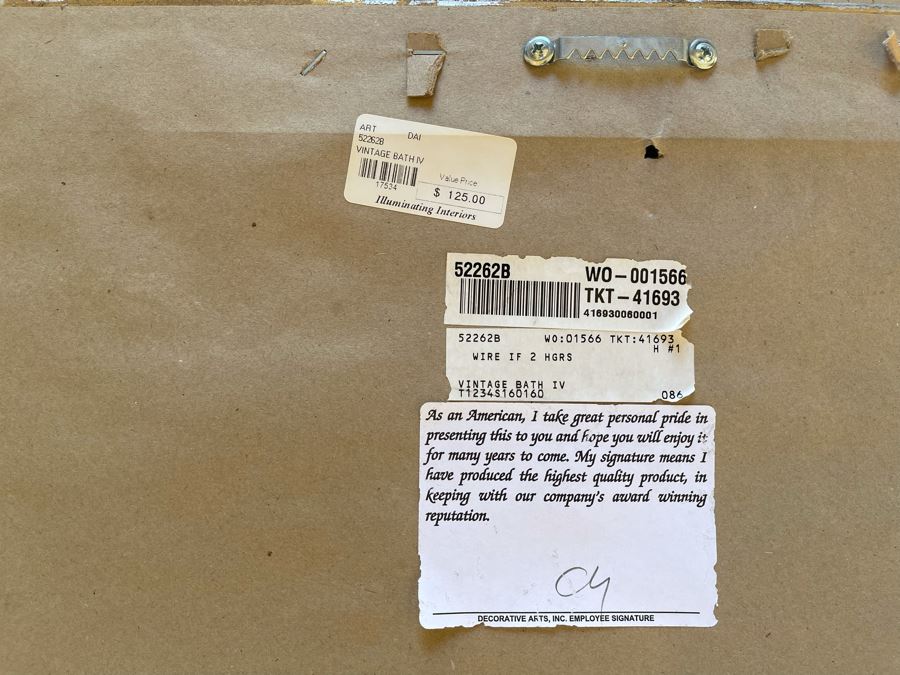 ART DAI
52262B
VINTAGE BATH IV
Value Price
17534
$ 125.00
Illuminating Interiors
52262B WO-001566
TKT-41693
416930060001
52262B WO:01566 TKT:41693
H #1
WIRE IF 2 HGRS
VINTAGE BATH IV
T1234S160160 086
As an American, I take great personal pride in
presenting this to you and hope you will enjoy it
for many years to come. My signature means I
have produced the highest quality product, in
keeping with our company's award winning
reputation.
DECORATIVE ARTS, INC. EMPLOYEE SIGNATURE